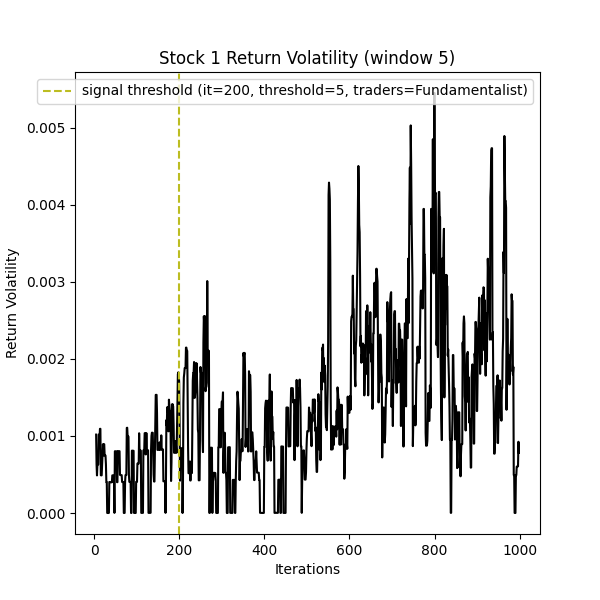 Stock 1 Return Volatility (window 5)
signal threshold (it=200, threshold=5, traders=Fundamentalist)
0.005
0.004
0.003
0.002
0.001
0.000
Return Volatility
0 200 400 600 800 1000
Iterations